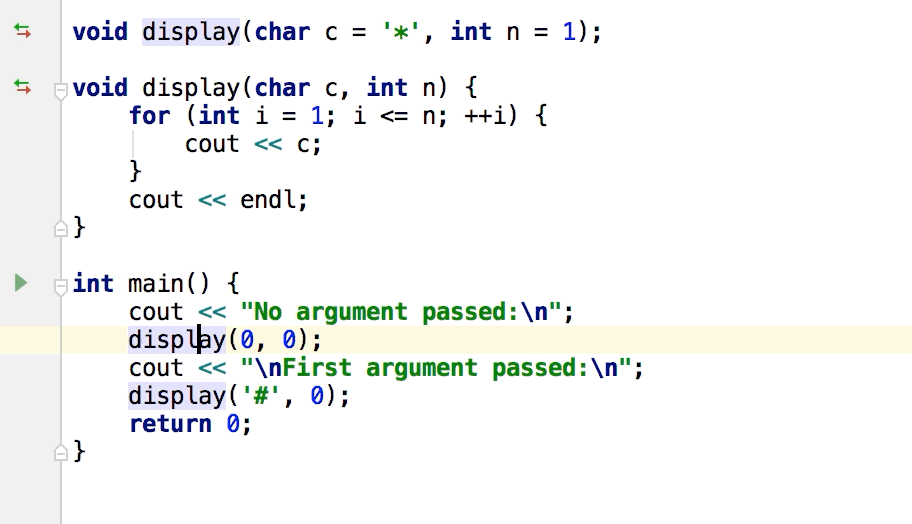 void display(char c = '*', int n = 1);
void display(char c, int n) {
for (int i = 1; i <= n; ++i) {
cout << c;
}
cout << endl;
}
int main() {
cout << "No argument passed:\n";
display(0, 0);
cout << "\nFirst argument passed:\n";
display('#', 0);
return 0;
}